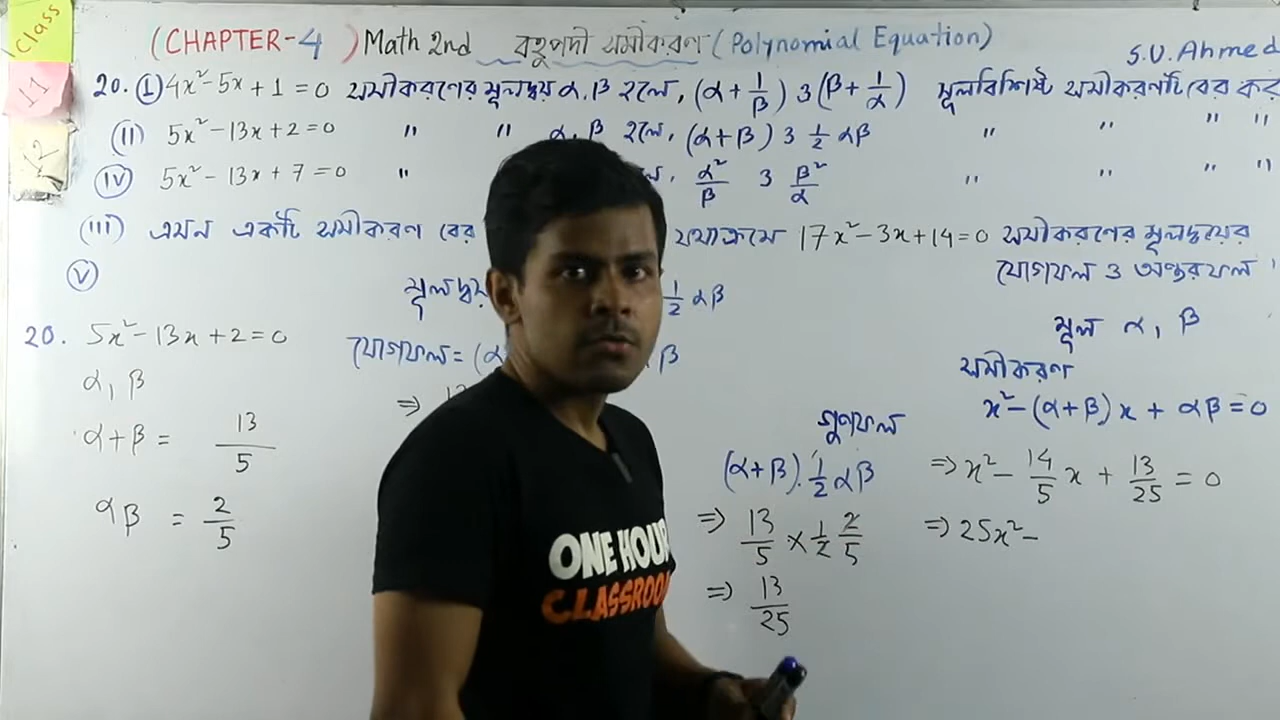 Class
11
12
(CHAPTER-4) Math 2nd বহুপদী সমীকরণ (Polynomial Equation)
S.U. Ahmed
20. (I) 4x² - 5x + 1 = 0 সমীকরণের মূলদ্বয় α, β হলে, (α + 1/β) ও (β + 1/α) মূলবিশিষ্ট সমীকরণটি বের কর
(II) 5x² - 13x + 2 = 0 " " α, β হলে, (α + β) ও 1/2 αβ " " " "
(IV) 5x² - 13x + 7 = 0 " α²/β ও β²/α " " " "
(III) এমন একটি সমীকরণ বের যথাক্রমে 17x² - 3x + 14 = 0 সমীকরণের মূলদ্বয়ের
যোগফল ও অন্তরফল ।
(V)
মূলদ্বয় 1/2 αβ
20. 5x² - 13x + 2 = 0
α, β
α + β = 13/5
αβ = 2/5
যোগফল = (α β
⇒ 13
গুণফল
(α + β) . 1/2 αβ
⇒ 13/5 × 1/2 2/5
⇒ 13/25
মূল α, β
সমীকরণ
x² - (α + β) x + αβ = 0
⇒ x² - 14/5 x + 13/25 = 0
⇒ 25x² -
ONE HOUR
CLASSROOM